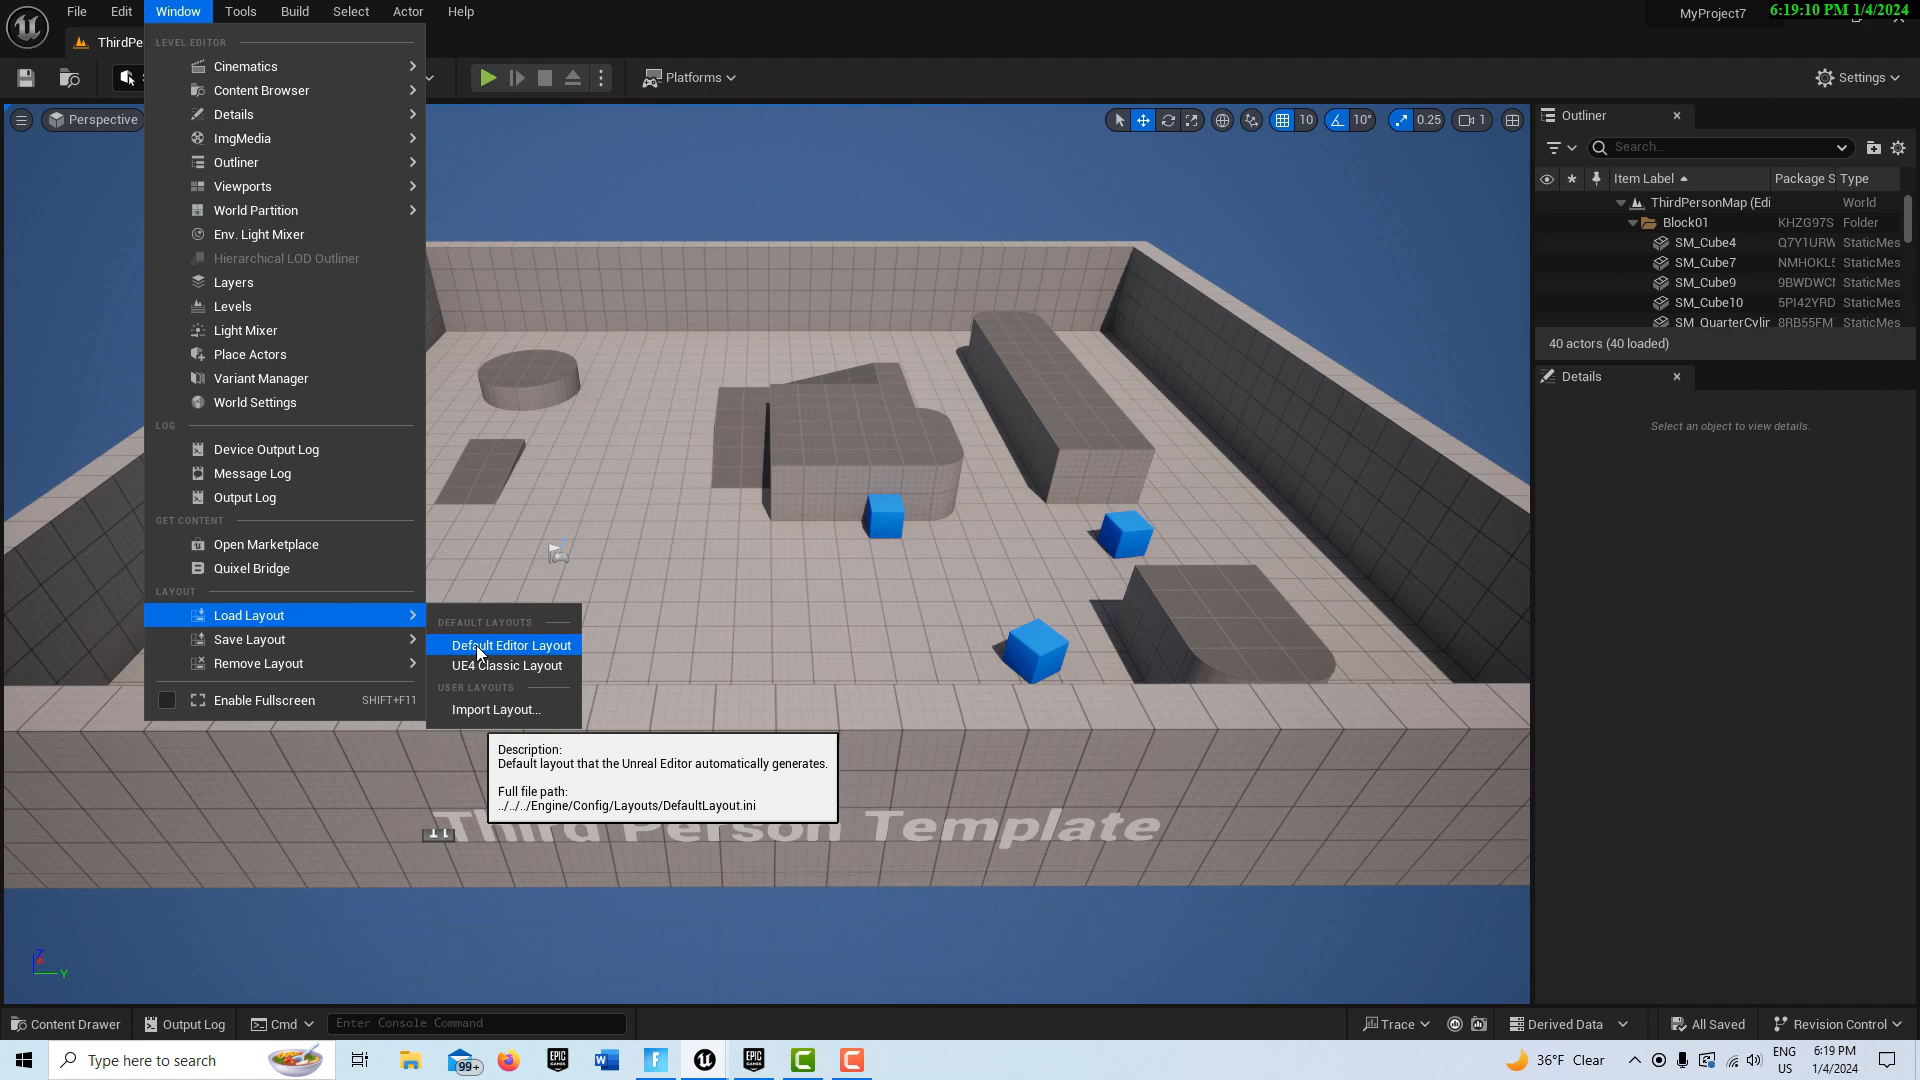 File Edit Window Tools Build Select Actor Help
MyProject7
6:19:10 PM 1/4/2024
ThirdPe
Platforms
Settings
LEVEL EDITOR
Cinematics
Content Browser
Details
ImgMedia
Outliner
Viewports
World Partition
Env. Light Mixer
Hierarchical LOD Outliner
Layers
Levels
Light Mixer
Place Actors
Variant Manager
World Settings
LOG
Device Output Log
Message Log
Output Log
GET CONTENT
Open Marketplace
Quixel Bridge
LAYOUT
Load Layout
Save Layout
Remove Layout
Enable Fullscreen SHIFT+F11
DEFAULT LAYOUTS
Default Editor Layout
UE4 Classic Layout
USER LAYOUTS
Import Layout...
Description:
Default layout that the Unreal Editor automatically generates.
Full file path:
../../../Engine/Config/Layouts/DefaultLayout.ini
Perspective
10 10° 0.25 1
Third Person Template
Z
Y
Outliner
Search...
Item Label Package S Type
ThirdPersonMap (Edi World
Block01 KHZG97S Folder
SM_Cube4 Q7Y1URW StaticMes
SM_Cube7 NMHOKL StaticMes
SM_Cube9 9BWDWC StaticMes
SM_Cube10 5PI42YRD StaticMes
SM_QuarterCylin 8RB55FM StaticMes
40 actors (40 loaded)
Details
Select an object to view details.
Content Drawer Output Log Cmd Enter Console Command Trace Derived Data All Saved Revision Control
Type here to search
99+
EPIC GAMES
EPIC GAMES
36°F Clear
ENG
US
6:19 PM
1/4/2024